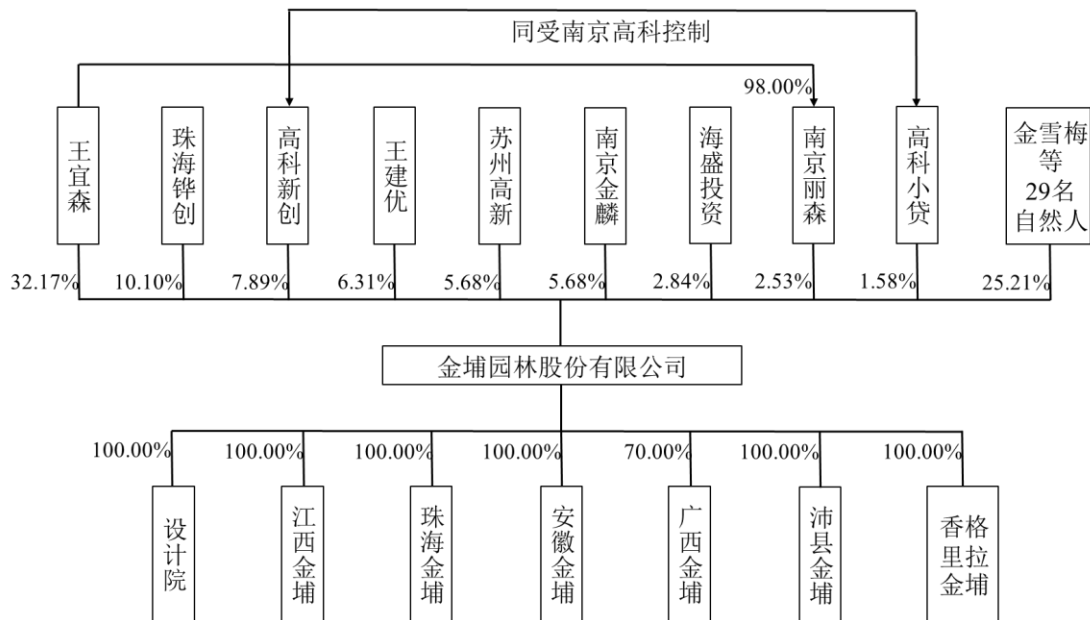 同受南京高科控制
98.00%
王宜森
珠海铧创
高科新创
王建优
苏州高新
南京金麟
海盛投资
南京丽森
高科小贷
金雪梅
等
29名
自然人
32.17%
10.10%
7.89%
6.31%
5.68%
5.68%
2.84%
2.53%
1.58%
25.21%
金埔园林股份有限公司
100.00%
100.00%
100.00%
100.00%
70.00%
100.00%
100.00%
设计院
江西金埔
珠海金埔
安徽金埔
广西金埔
沛县金埔
香格
里拉
金埔